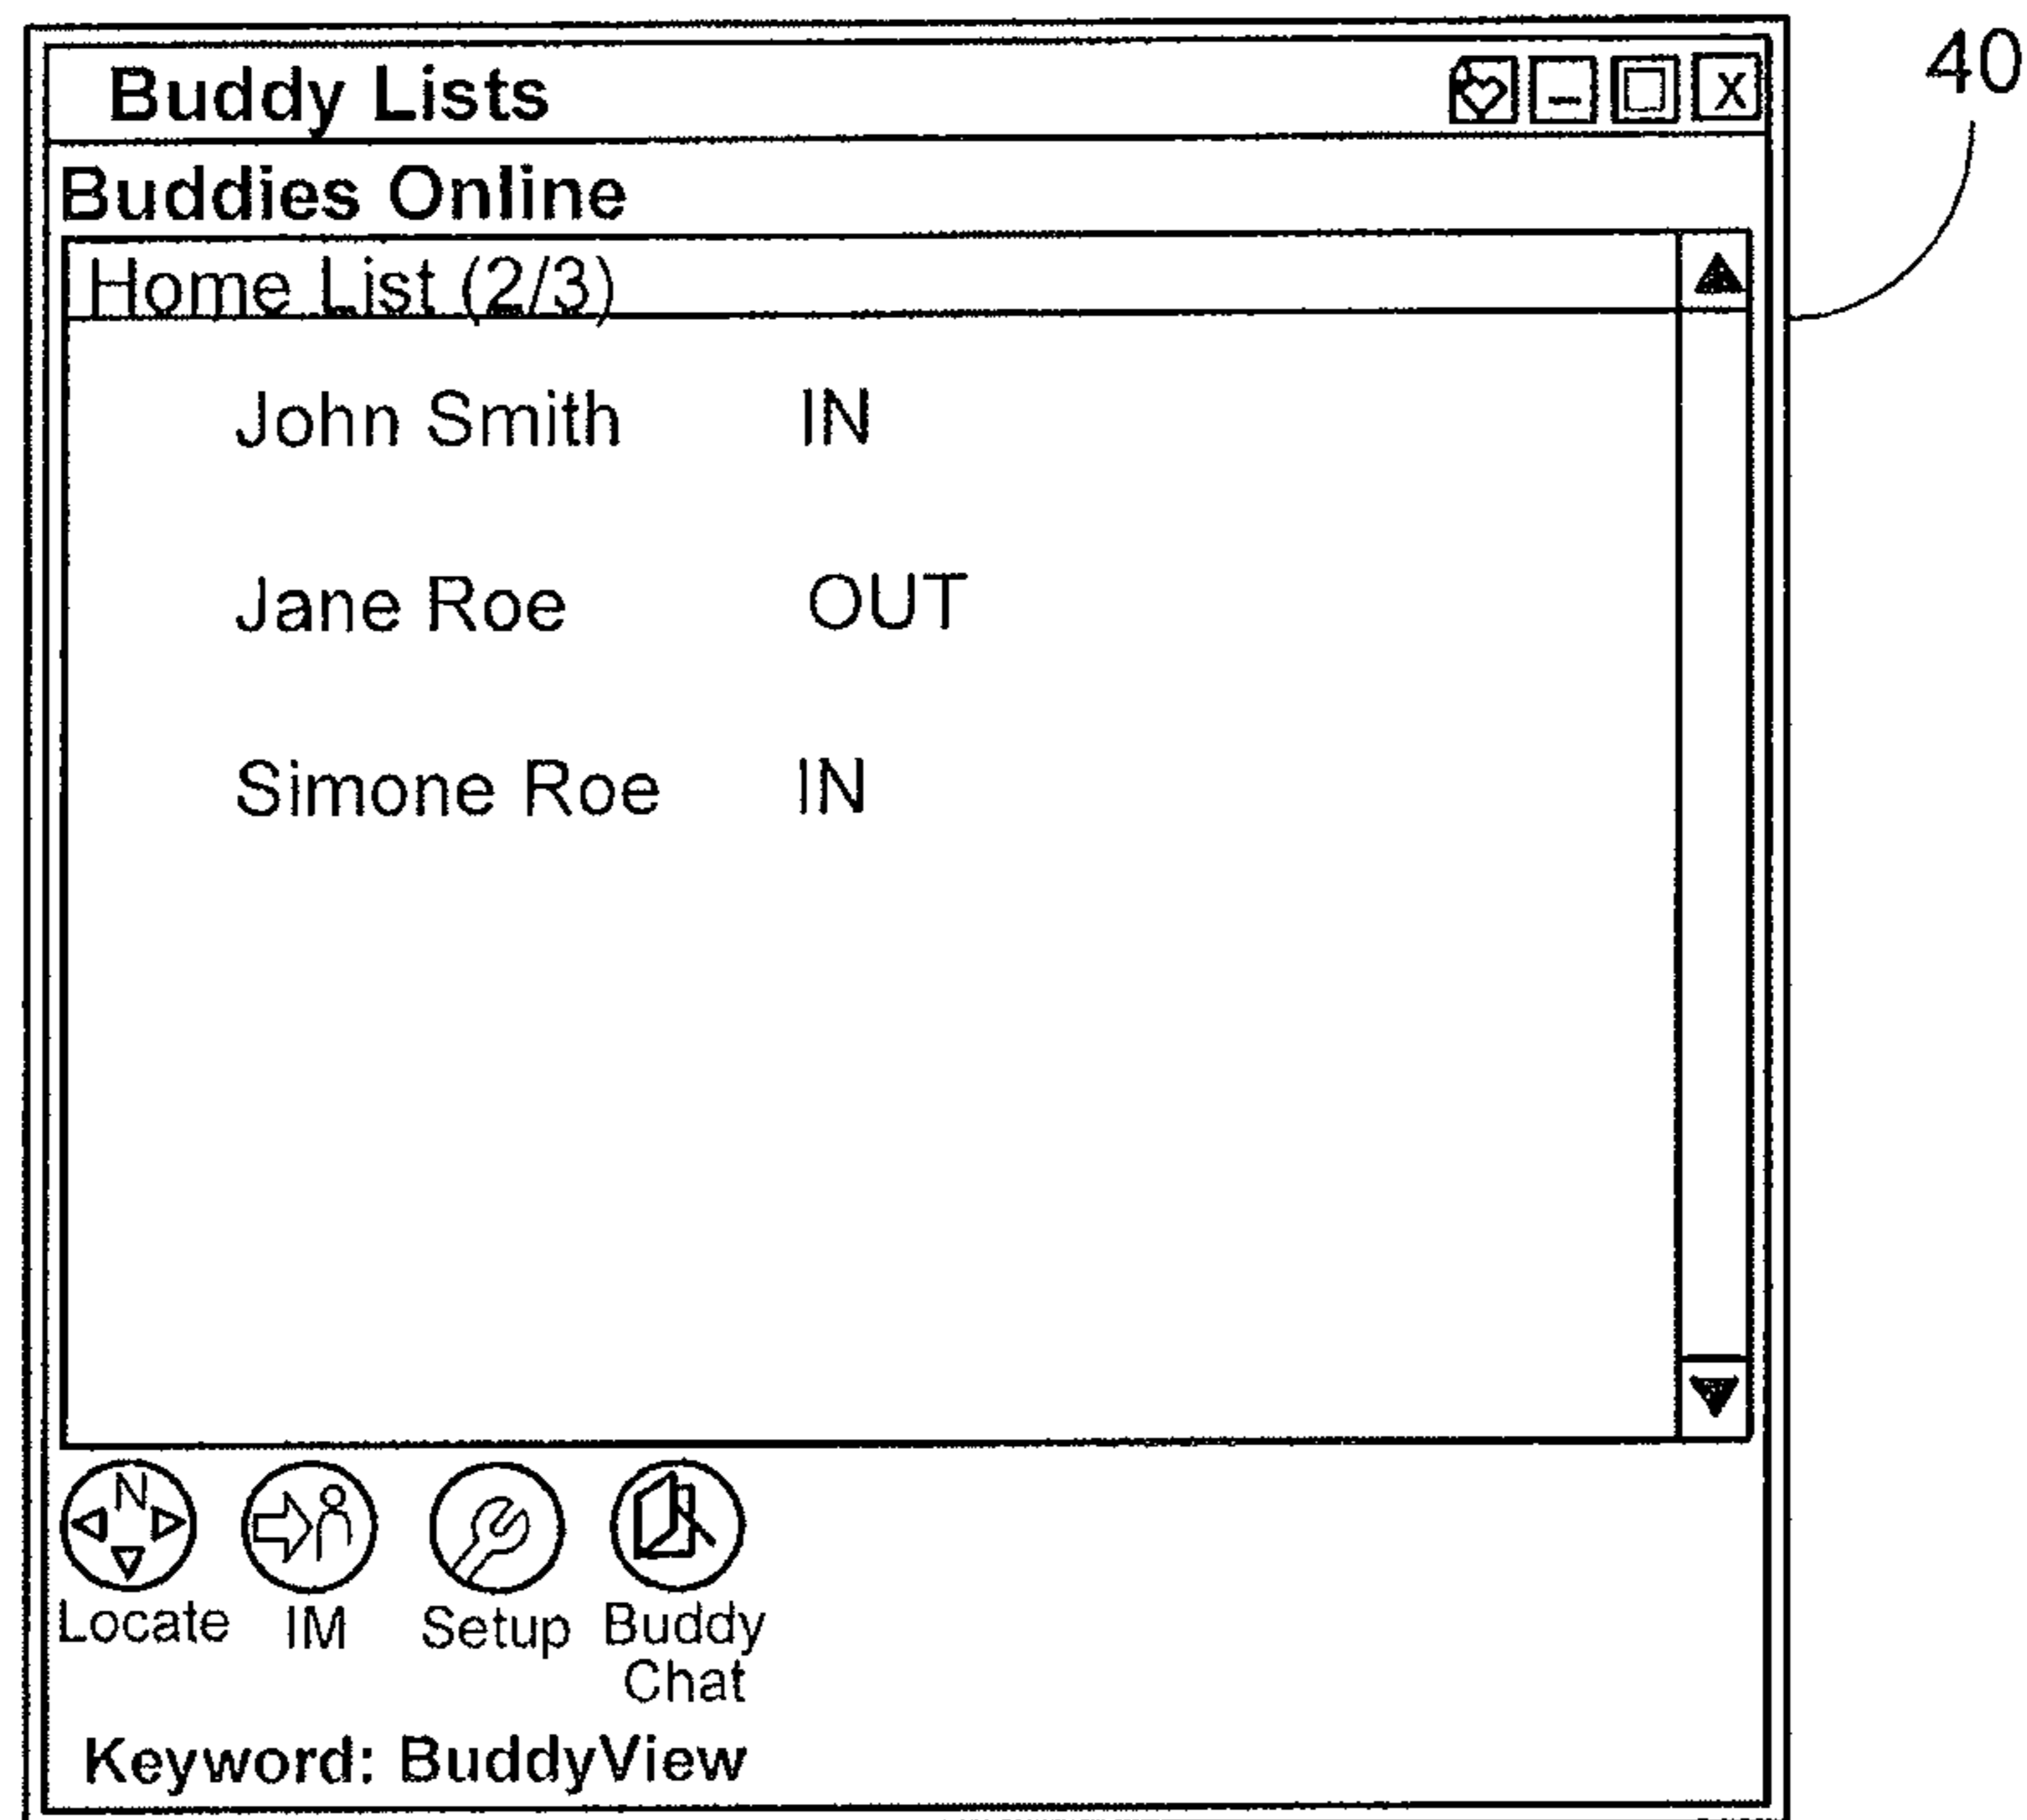 Buddy Lists X
40
Buddies Online
Home List (2/3)
John Smith IN
Jane Roe OUT
Simone Roe IN
N
Locate IM Setup Buddy
Chat
Keyword: BuddyView